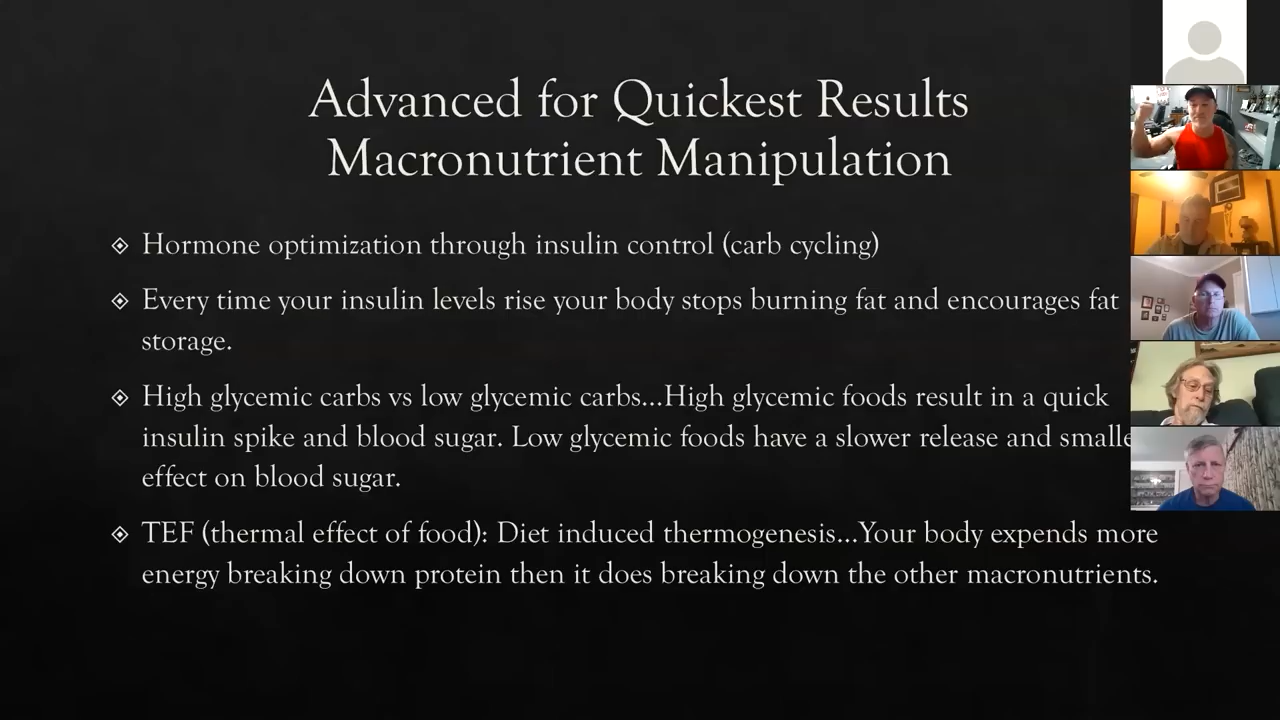 Advanced for Quickest Results
Macronutrient Manipulation
Hormone optimization through insulin control (carb cycling)
Every time your insulin levels rise your body stops burning fat and encourages fat
storage.
High glycemic carbs vs low glycemic carbs...High glycemic foods result in a quick
insulin spike and blood sugar. Low glycemic foods have a slower release and smalle
effect on blood sugar.
TEF (thermal effect of food): Diet induced thermogenesis...Your body expends more
energy breaking down protein then it does breaking down the other macronutrients.